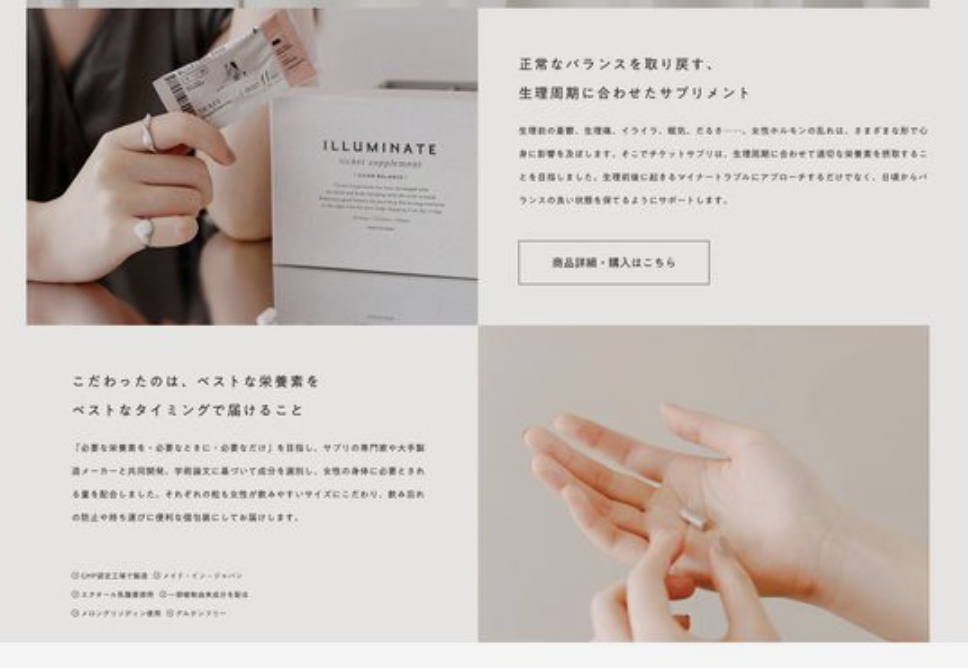 ILLUMINATE
ticket supplement
正常なバランスを取り戻す、
生理周期に合わせたサプリメント
生理前の憂鬱、生理痛、イライラ、眠気、だるさ……。女性ホルモンの乱れは、さまざまな形で心
身に影響を及ぼします。そこでチケットサプリは、生理周期に合わせて適切な栄養素を摂取するこ
とを目指しました。生理前後に起きるマイナートラブルにアプローチするだけでなく、日頃からバ
ランスの良い状態を保てるようにサポートします。
商品詳細・購入はこちら
こだわったのは、ベストな栄養素を
ベストなタイミングで届けること
「必要な栄養素を・必要なときに・必要なだけ」を目指し、サプリの専門家や大手製
造メーカーと共同開発。学術論文に基づいて成分を選別し、女性の身体に必要とされ
る量を配合しました。それぞれの粒も女性が飲みやすいサイズにこだわり、飲み忘れ
の防止や持ち運びに便利な個包装にしてお届けします。
GMP認定工場で製造 メイド・イン・ジャパン
エクオール乳酸菌使用 一部植物由来成分を配合
メロングリソディン使用 グルテンフリー